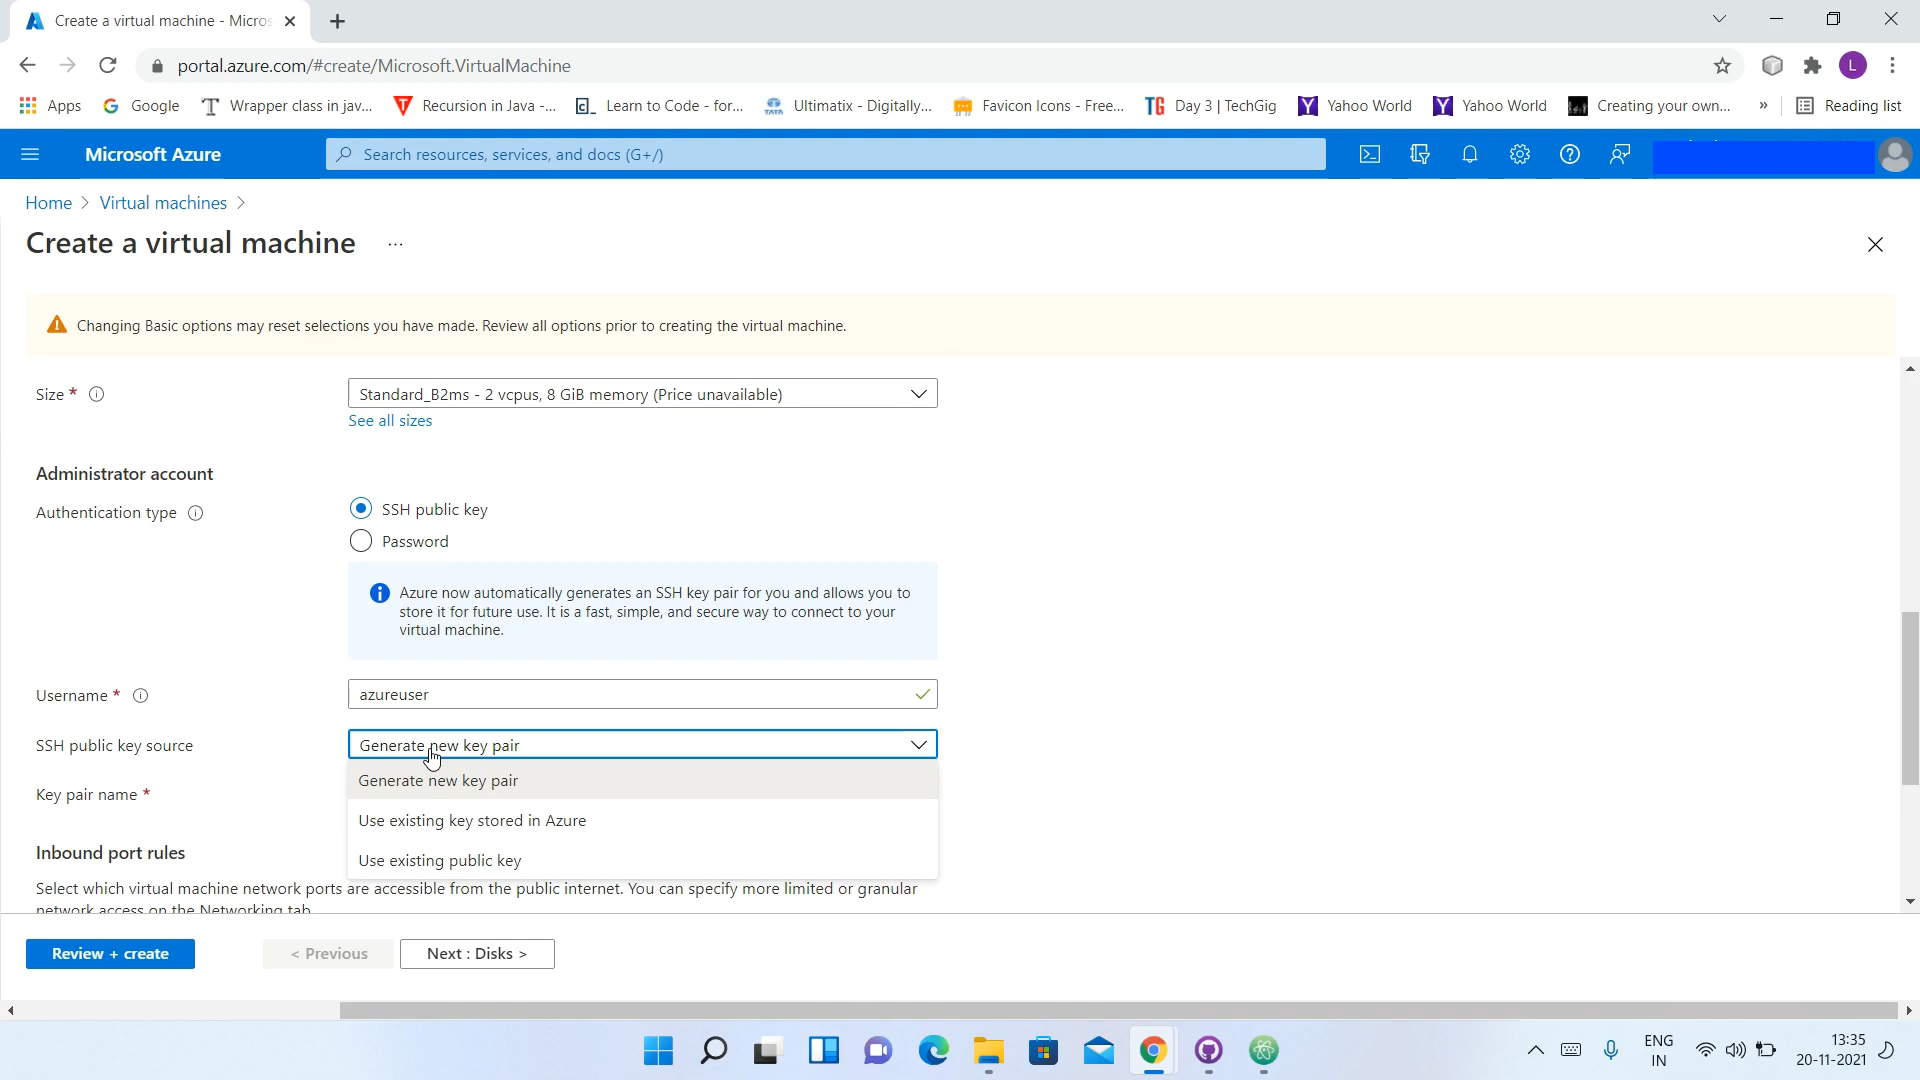 Create a virtual machine - Micros
portal.azure.com/#create/Microsoft.VirtualMachine
L
Apps
Google
Wrapper class in jav...
Recursion in Java -...
Learn to Code - for...
Ultimatix - Digitally...
Favicon Icons - Free...
Day 3 | TechGig
Yahoo World
Yahoo World
Creating your own...
»
Reading list
Microsoft Azure
Search resources, services, and docs (G+/)
Home > Virtual machines >
Create a virtual machine ...
Changing Basic options may reset selections you have made. Review all options prior to creating the virtual machine.
Size *
Standard_B2ms - 2 vcpus, 8 GiB memory (Price unavailable)
See all sizes
Administrator account
Authentication type
SSH public key
Password
Azure now automatically generates an SSH key pair for you and allows you to
store it for future use. It is a fast, simple, and secure way to connect to your
virtual machine.
Username *
azureuser
SSH public key source
Generate new key pair
Generate new key pair
Use existing key stored in Azure
Use existing public key
Key pair name *
Inbound port rules
Select which virtual machine network ports are accessible from the public internet. You can specify more limited or granular
network access on the Networking tab.
Review + create
< Previous
Next : Disks >
ENG
IN
13:35
20-11-2021